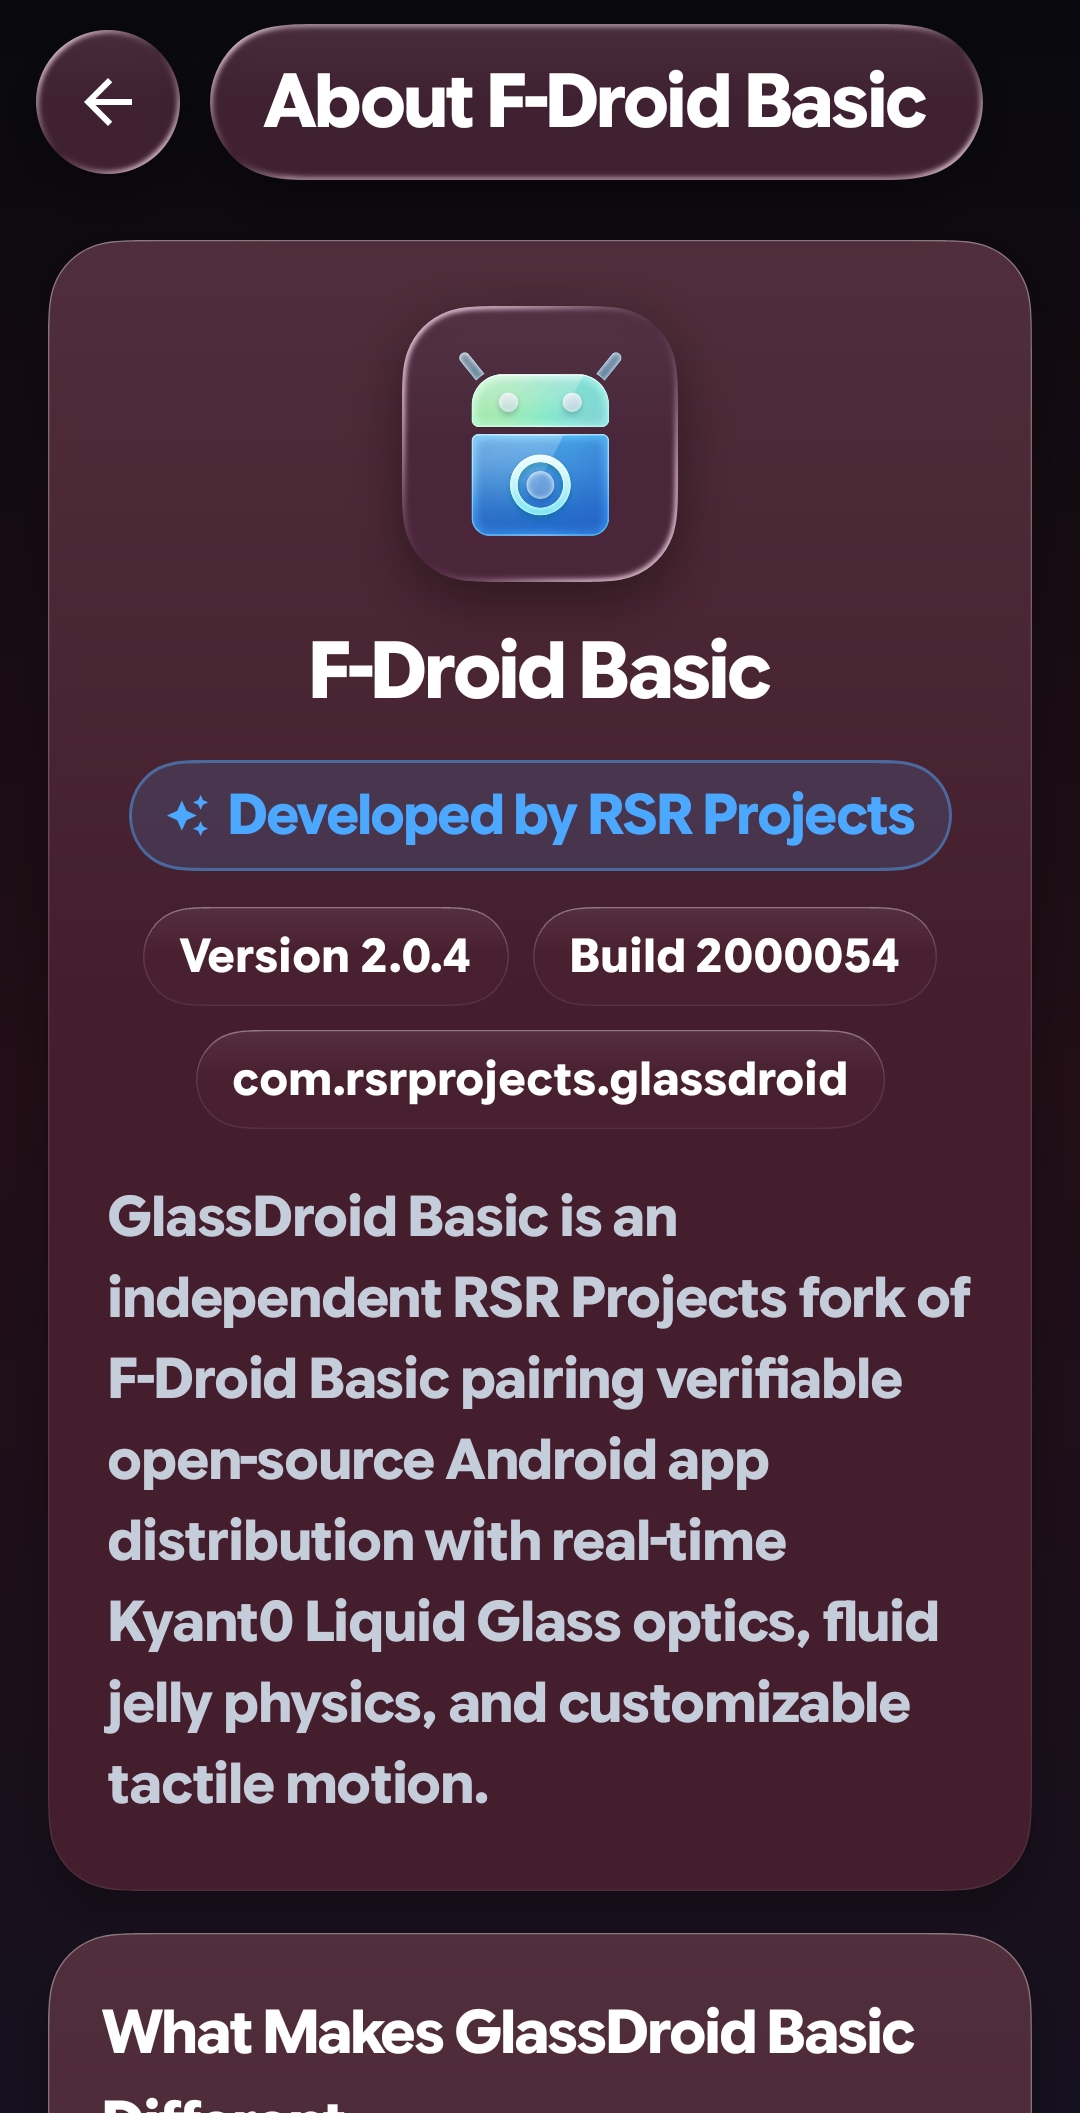 About F-Droid Basic
F-Droid Basic
Developed by RSR Projects
Version 2.0.4
Build 2000054
com.rsrprojects.glassdroid
GlassDroid Basic is an
independent RSR Projects fork of
F-Droid Basic pairing verifiable
open-source Android app
distribution with real-time
Kyant0 Liquid Glass optics, fluid
jelly physics, and customizable
tactile motion.
What Makes GlassDroid Basic
Different